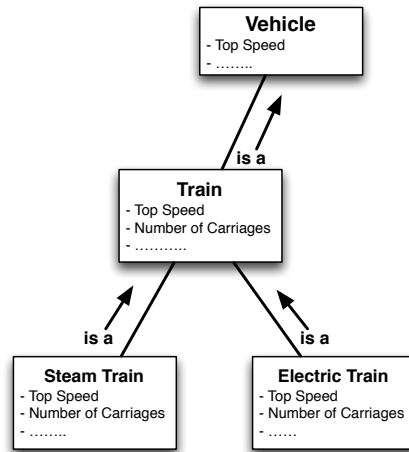 Vehicle
- Top Speed
- ……..
is a
Train
- Top Speed
- Number of Carriages
- ………..
is a
is a
Steam Train
- Top Speed
- Number of Carriages
- ……..
Electric Train
- Top Speed
- Number of Carriages
- ……